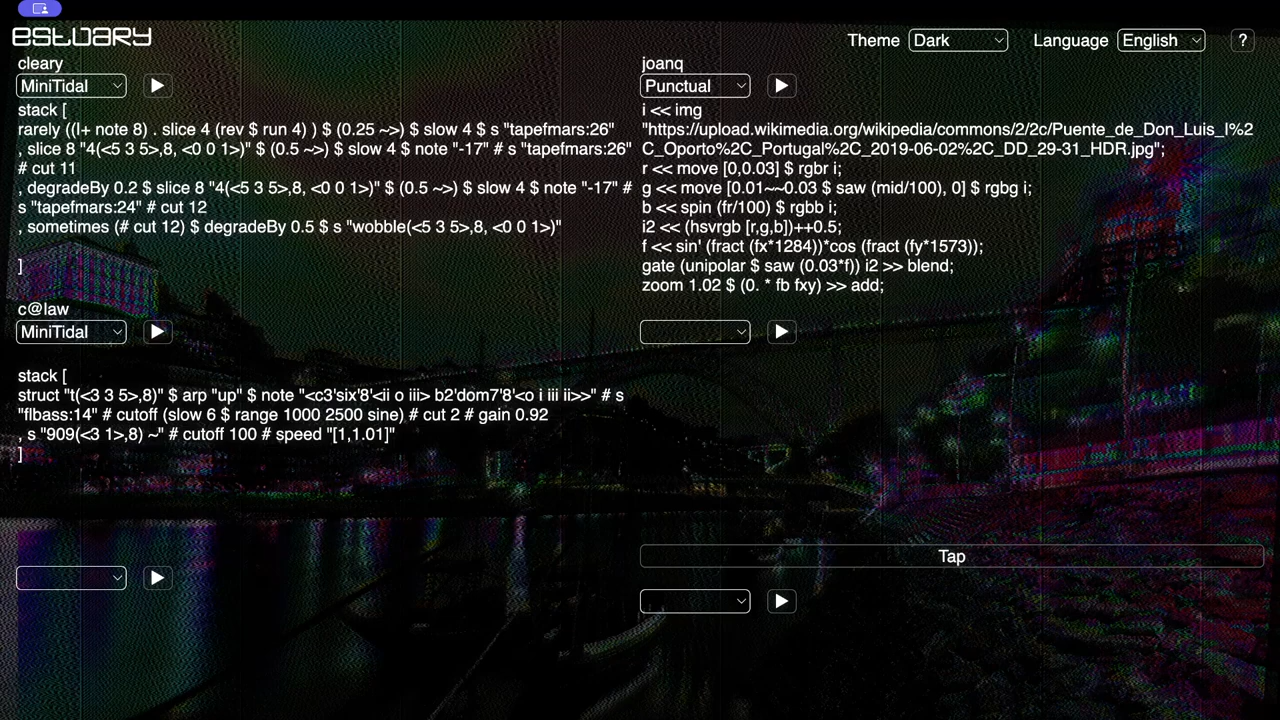 estuary
Theme Dark Language English ?
cleary
MiniTidal
stack [
rarely ((|+ note 8) . slice 4 (rev $ run 4) ) $ (0.25 ~>) $ slow 4 $ s "tapefmars:26"
, slice 8 "4(<5 3 5>,8, <0 0 1>)" $ (0.5 ~>) $ slow 4 $ note "-17" # s "tapefmars:26"
# cut 11
, degradeBy 0.2 $ slice 8 "4(<5 3 5>,8, <0 0 1>)" $ (0.5 ~>) $ slow 4 $ note "-17" #
s "tapefmars:24" # cut 12
, sometimes (# cut 12) $ degradeBy 0.5 $ s "wobble(<5 3 5>,8, <0 0 1>)"
]
joanq
Punctual
i << img
"https://upload.wikimedia.org/wikipedia/commons/2/2c/Puente_de_Don_Luis_I%2
C_Oporto%2C_Portugal%2C_2019-06-02%2C_DD_29-31_HDR.jpg";
r << move [0,0.03] $ rgbr i;
g << move [0.01~~0.03 $ saw (mid/100), 0] $ rgbg i;
b << spin (fr/100) $ rgbb i;
i2 << (hsvrgb [r,g,b])++0.5;
f << sin' (fract (fx*1284))*cos (fract (fy*1573));
gate (unipolar $ saw (0.03*f)) i2 >> blend;
zoom 1.02 $ (0. * fb fxy) >> add;
c@law
MiniTidal
stack [
struct "t(<3 3 5>,8)" $ arp "up" $ note "<c3'six'8'<ii o iii> b2'dom7'8'<o i iii ii>>" # s
"flbass:14" # cutoff (slow 6 $ range 1000 2500 sine) # cut 2 # gain 0.92
, s "909(<3 1>,8) ~" # cutoff 100 # speed "[1,1.01]"
]
Tap